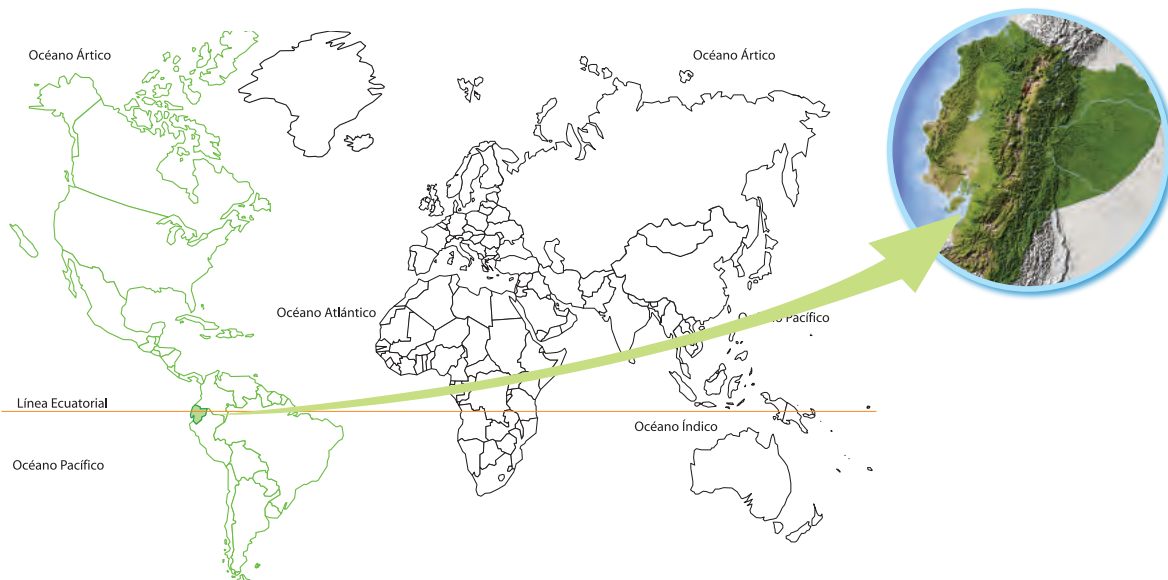 Océano Ártico
Océano Ártico
Océano Atlántico
Océano Pacífico
Línea Ecuatorial
Océano Índico
Océano Pacífico